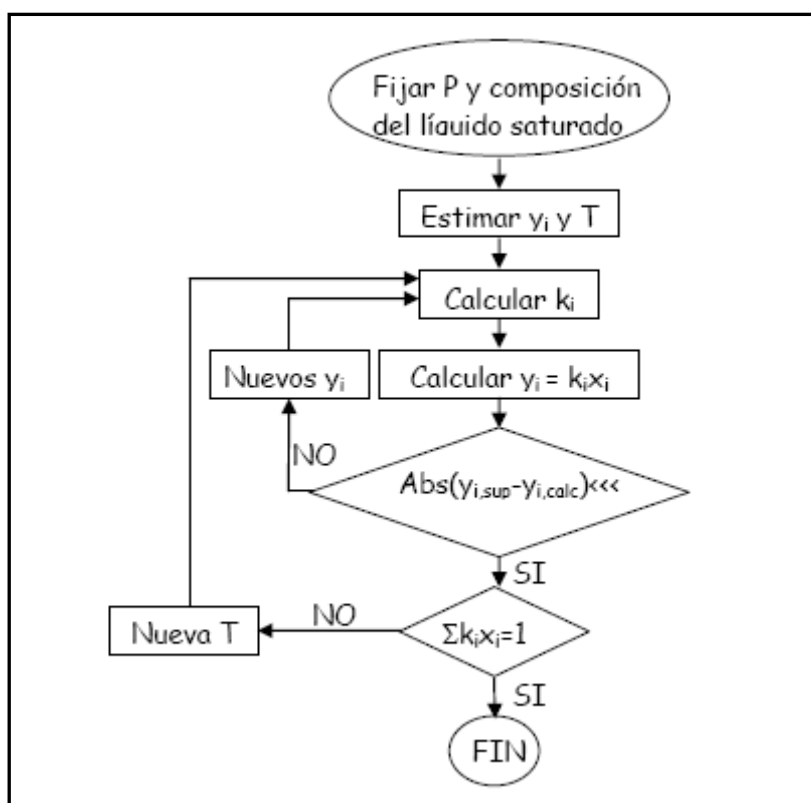 Fijar P y composición
del líquido saturado
Estimar yᵢ y T
Calcular kᵢ
Nuevos yᵢ
Calcular yᵢ = kᵢxᵢ
NO
Abs(yᵢ,sup-yᵢ,calc)<<<
SI
Nueva T
NO
Σkᵢxᵢ=1
SI
FIN